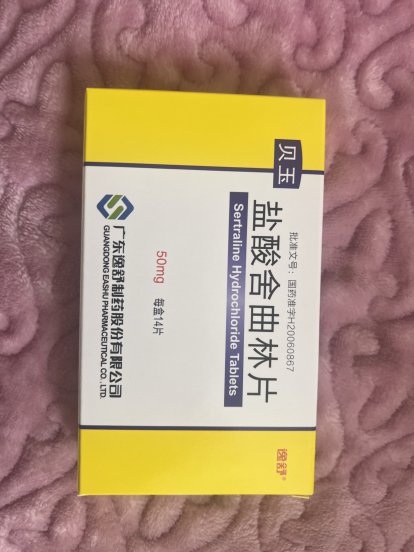 批准文号：国药准字H20060867
贝玉
盐酸舍曲林片
Sertraline Hydrochloride Tablets
逸舒®
50mg 每盒14片
广东逸舒制药股份有限公司
GUANGDONG EASHU PHARMACEUTICAL CO., LTD.